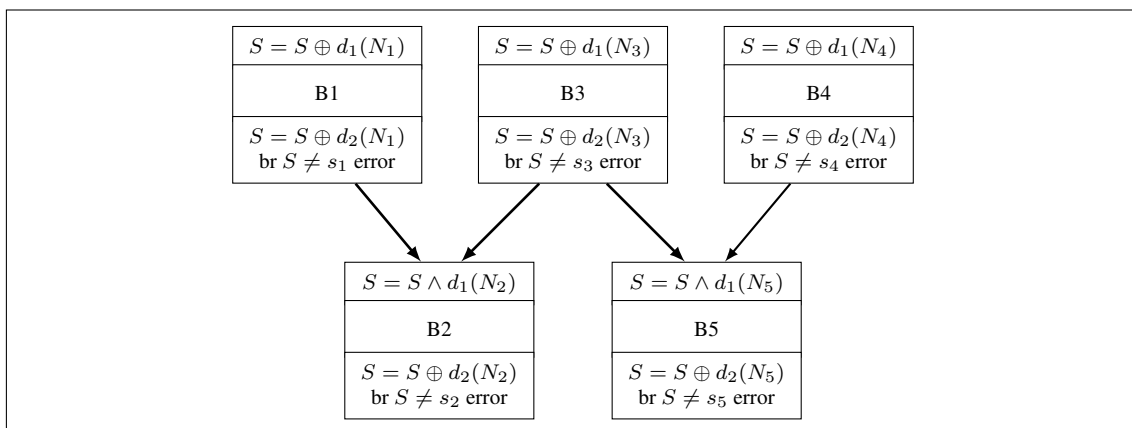 S = S ⊕ d₁(N₁)
B1
S = S ⊕ d₂(N₁)
br S ≠ s₁ error
S = S ⊕ d₁(N₃)
B3
S = S ⊕ d₂(N₃)
br S ≠ s₃ error
S = S ⊕ d₁(N₄)
B4
S = S ⊕ d₂(N₄)
br S ≠ s₄ error
S = S ∧ d₁(N₂)
B2
S = S ⊕ d₂(N₂)
br S ≠ s₂ error
S = S ∧ d₁(N₅)
B5
S = S ⊕ d₂(N₅)
br S ≠ s₅ error